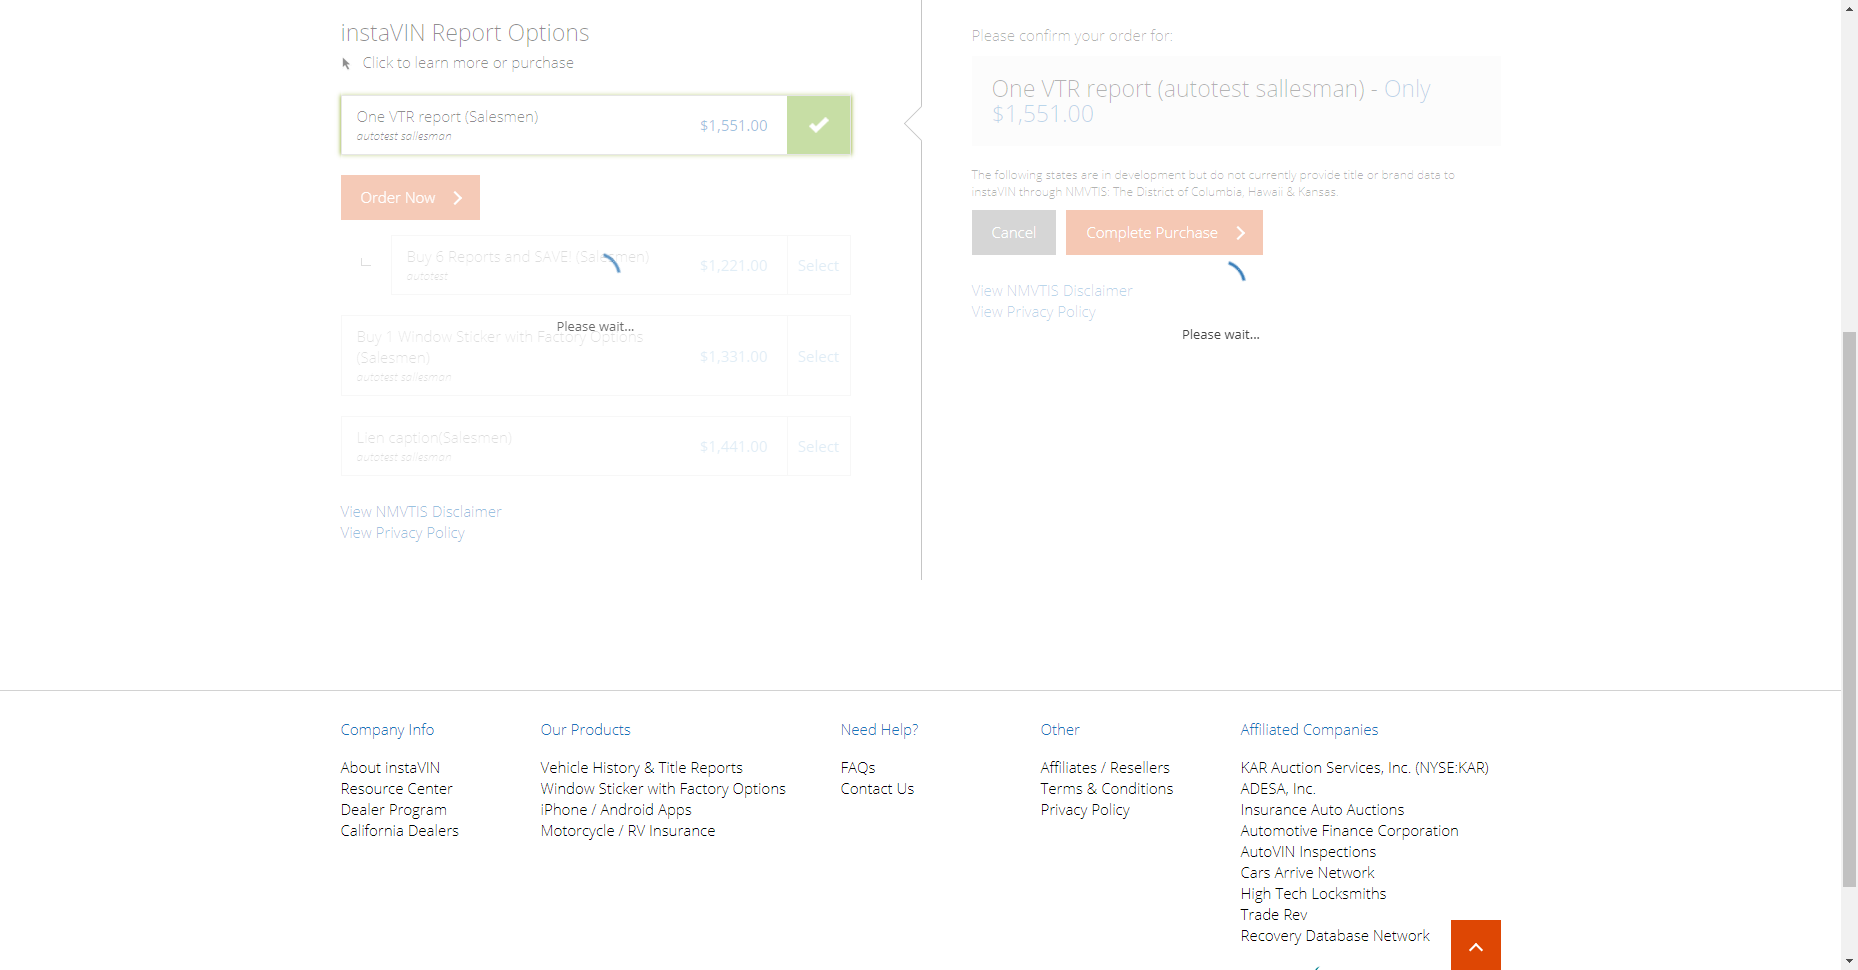 instaVIN Report Options
Click to learn more or purchase
One VTR report (Salesmen)
autotest sallesman
$1,551.00
Order Now
Buy 6 Reports and SAVE! (Salesmen)
autotest
$1,221.00
Select
Please wait...
Buy 1 Window Sticker with Factory Options
(Salesmen)
autotest sallesman
$1,331.00
Select
Lien caption(Salesmen)
autotest sallesman
$1,441.00
Select
View NMVTIS Disclaimer
View Privacy Policy
Please confirm your order for:
One VTR report (autotest sallesman) - Only
$1,551.00
The following states are in development but do not currently provide title or brand data to
instaVIN through NMVTIS: The District of Columbia, Hawaii & Kansas.
Cancel
Complete Purchase
View NMVTIS Disclaimer
View Privacy Policy
Please wait...
Company Info
About instaVIN
Resource Center
Dealer Program
California Dealers
Our Products
Vehicle History & Title Reports
Window Sticker with Factory Options
iPhone / Android Apps
Motorcycle / RV Insurance
Need Help?
FAQs
Contact Us
Other
Affiliates / Resellers
Terms & Conditions
Privacy Policy
Affiliated Companies
KAR Auction Services, Inc. (NYSE:KAR)
ADESA, Inc.
Insurance Auto Auctions
Automotive Finance Corporation
AutoVIN Inspections
Cars Arrive Network
High Tech Locksmiths
Trade Rev
Recovery Database Network